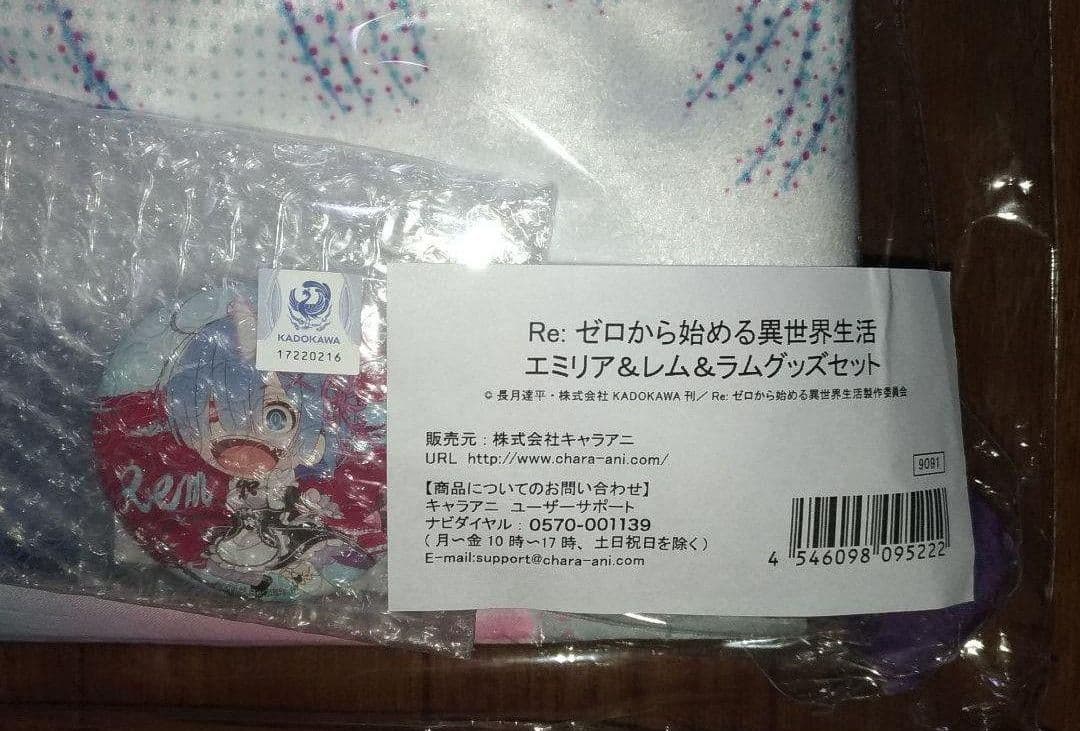 KADOKAWA
17220216
Rem
Re: ゼロから始める異世界生活
エミリア＆レム＆ラムグッズセット
© 長月達平・株式会社 KADOKAWA 刊／ Re: ゼロから始める異世界生活製作委員会
販売元：株式会社キャラアニ
URL http://www.chara-ani.com/
9091
【商品についてのお問い合わせ】
キャラアニ ユーザーサポート
ナビダイヤル：0570-001139
（月〜金 10 時〜17 時、土日祝日を除く）
E-mail:support@chara-ani.com
4 546098 095222